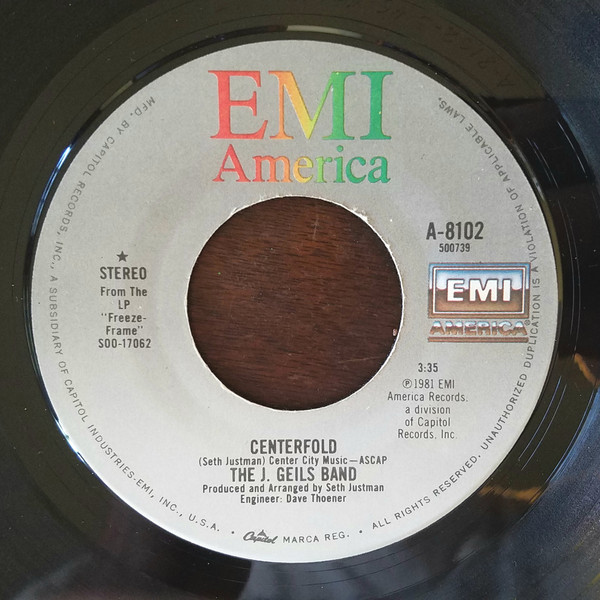 EMI
America
A-8102
500739
★
STEREO
From The
LP
"Freeze-
Frame"
SOO-17062
EMI
AMERICA®
3:35
Ⓟ1981 EMI
America Records,
a division
of Capitol
Records, Inc.
CENTERFOLD
(Seth Justman) Center City Music—ASCAP
THE J. GEILS BAND
Produced and Arranged by Seth Justman
Engineer: Dave Thoener
MFD. BY CAPITOL RECORDS, INC., A SUBSIDIARY OF CAPITOL INDUSTRIES-EMI, INC., U.S.A. • Capitol MARCA REG. • ALL RIGHTS RESERVED. UNAUTHORIZED DUPLICATION IS A VIOLATION OF APPLICABLE LAWS.